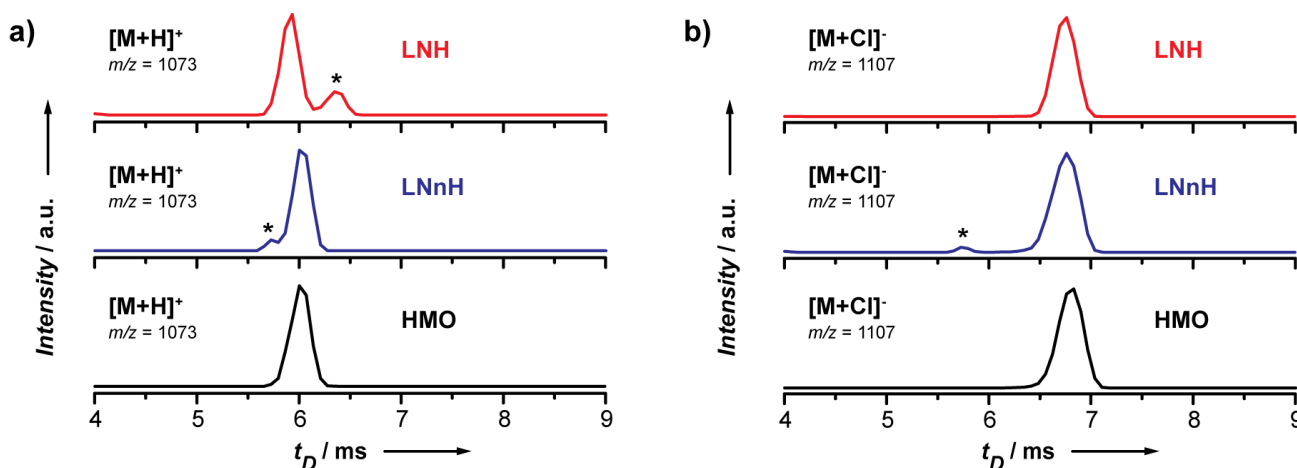 a)
[M+H]⁺
m/z = 1073
LNH
*
[M+H]⁺
m/z = 1073
LNnH
*
[M+H]⁺
m/z = 1073
HMO
Intensity / a.u.
4 5 6 7 8 9
t_D / ms
b)
[M+Cl]⁻
m/z = 1107
LNH
[M+Cl]⁻
m/z = 1107
LNnH
*
[M+Cl]⁻
m/z = 1107
HMO
Intensity / a.u.
4 5 6 7 8 9
t_D / ms